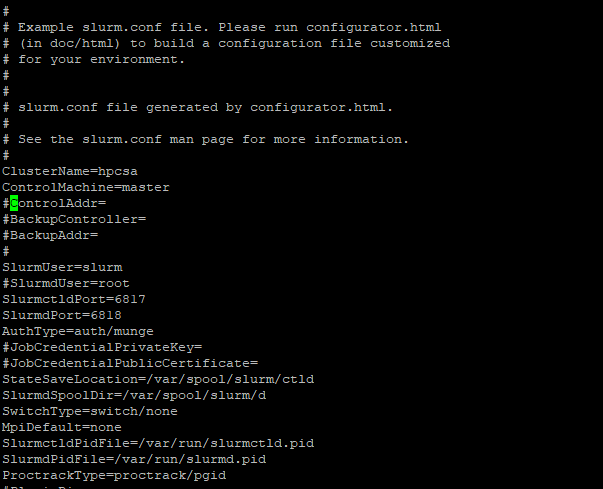 #
# Example slurm.conf file. Please run configurator.html
# (in doc/html) to build a configuration file customized
# for your environment.
#
#
# slurm.conf file generated by configurator.html.
#
# See the slurm.conf man page for more information.
#
ClusterName=hpcsa
ControlMachine=master
#ControlAddr=
#BackupController=
#BackupAddr=
#
SlurmUser=slurm
#SlurmdUser=root
SlurmctldPort=6817
SlurmdPort=6818
AuthType=auth/munge
#JobCredentialPrivateKey=
#JobCredentialPublicCertificate=
StateSaveLocation=/var/spool/slurm/ctld
SlurmdSpoolDir=/var/spool/slurm/d
SwitchType=switch/none
MpiDefault=none
SlurmctldPidFile=/var/run/slurmctld.pid
SlurmdPidFile=/var/run/slurmd.pid
ProctrackType=proctrack/pgid